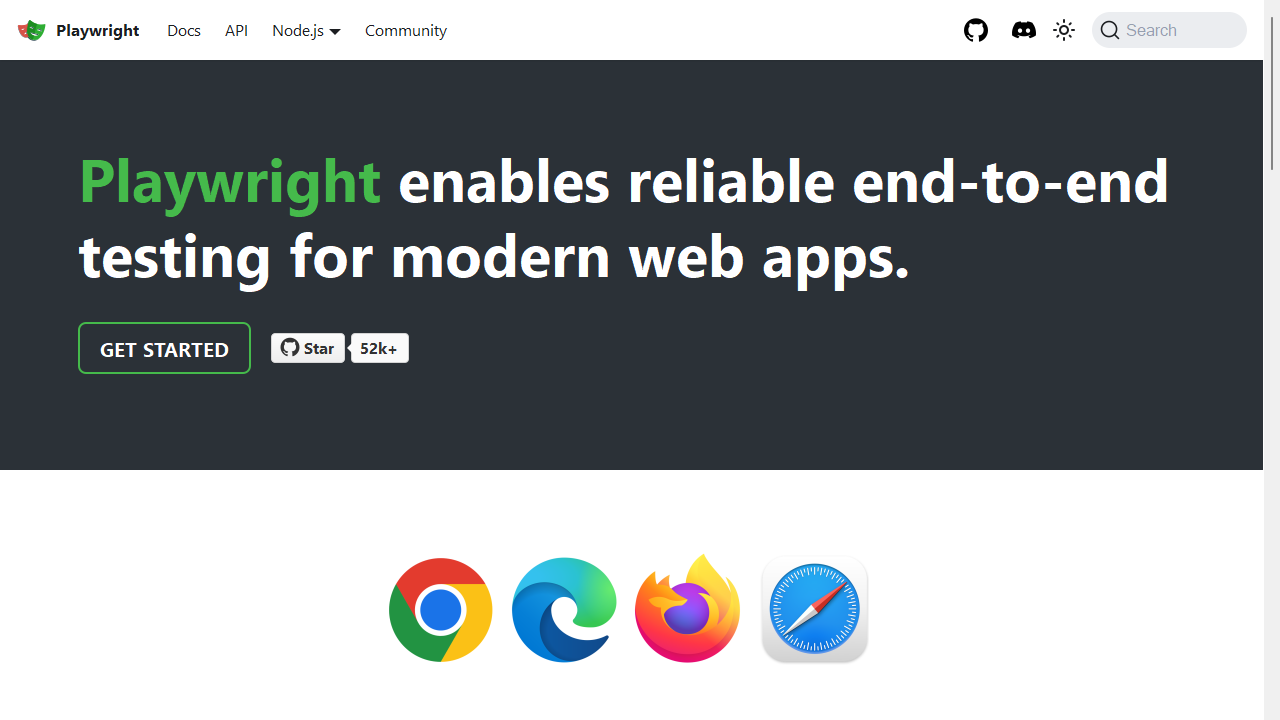 Playwright Docs API Node.js Community Search
Playwright enables reliable end-to-end
testing for modern web apps.
GET STARTED Star 52k+